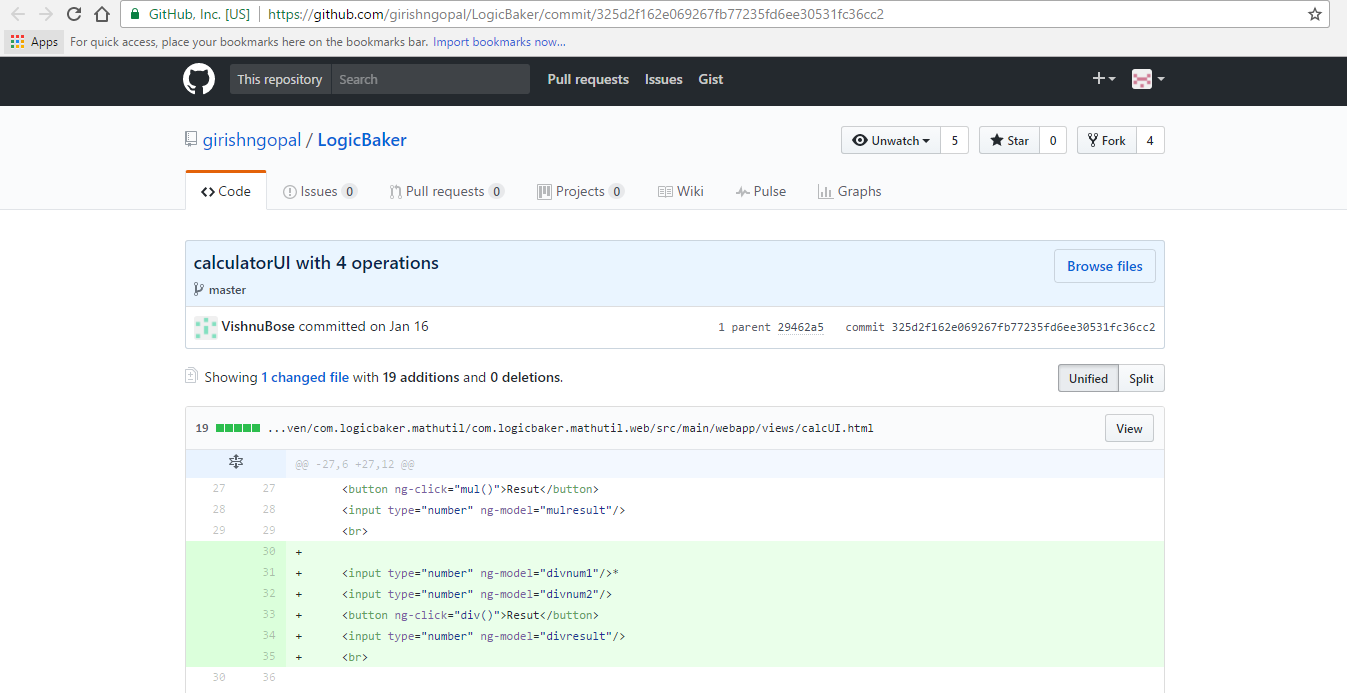 GitHub, Inc. [US] https://github.com/girishngopal/LogicBaker/commit/325d2f162e069267fb77235fd6ee30531fc36cc2
Apps For quick access, place your bookmarks here on the bookmarks bar. Import bookmarks now...
This repository Search Pull requests Issues Gist
girishngopal / LogicBaker Unwatch 5 Star 0 Fork 4
Code Issues 0 Pull requests 0 Projects 0 Wiki Pulse Graphs
calculatorUI with 4 operations Browse files
master
VishnuBose committed on Jan 16 1 parent 29462a5 commit 325d2f162e069267fb77235fd6ee30531fc36cc2
Showing 1 changed file with 19 additions and 0 deletions. Unified Split
19 ...ven/com.logicbaker.mathutil/com.logicbaker.mathutil.web/src/main/webapp/views/calcUI.html View
@@ -27,6 +27,12 @@
27 27 <button ng-click="mul()">Resut</button>
28 28 <input type="number" ng-model="mulresult"/>
29 29 <br>
30 +
31 + <input type="number" ng-model="divnum1"/>*
32 + <input type="number" ng-model="divnum2"/>
33 + <button ng-click="div()">Resut</button>
34 + <input type="number" ng-model="divresult"/>
35 + <br>
30 36